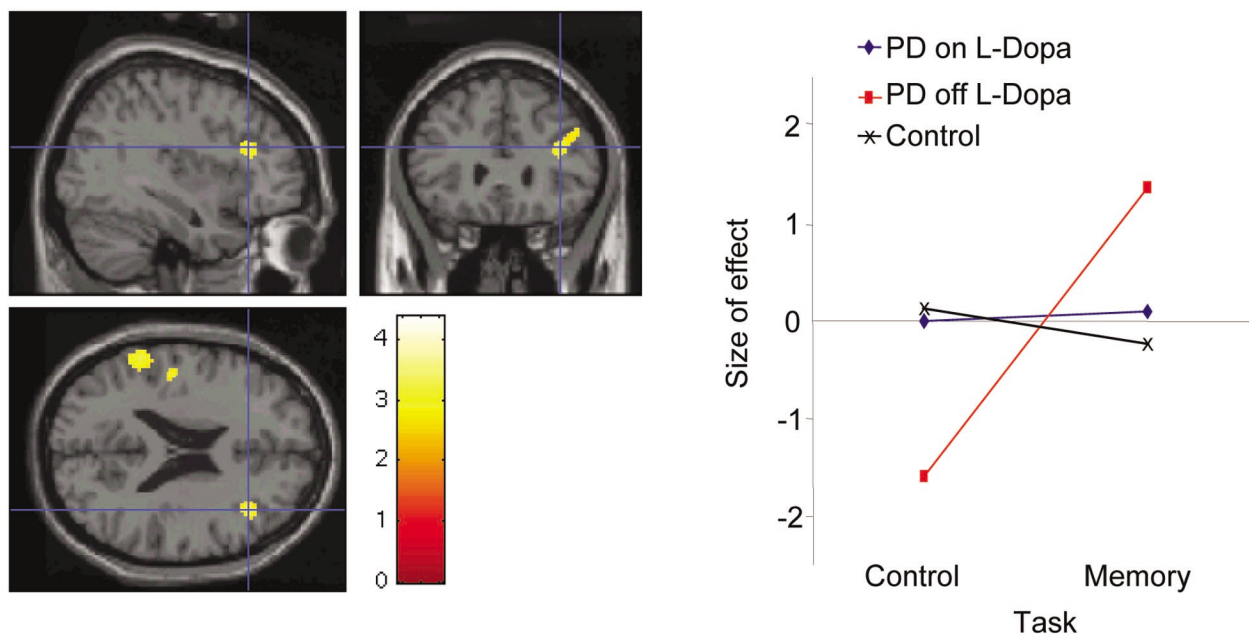 4
3
2
1
0
PD on L-Dopa
PD off L-Dopa
Control
2
1
0
-1
-2
Size of effect
Control Memory
Task